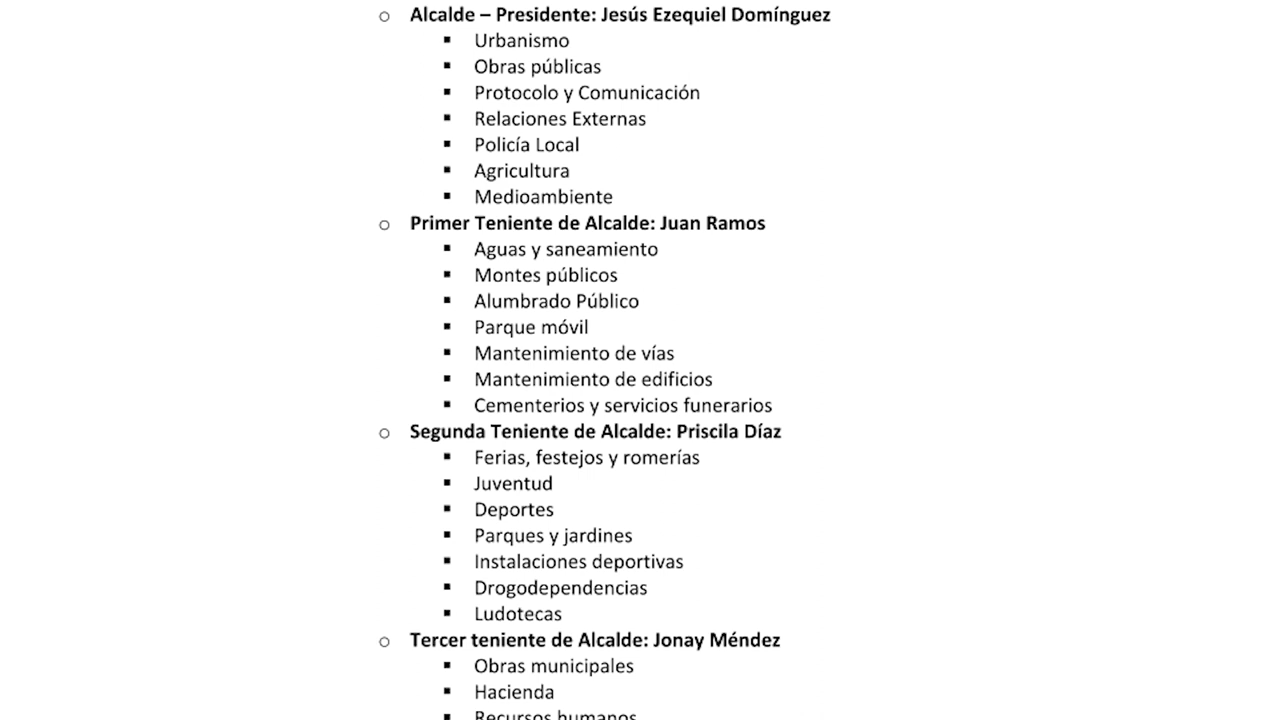 Alcalde – Presidente: Jesús Ezequiel Domínguez
Urbanismo
Obras públicas
Protocolo y Comunicación
Relaciones Externas
Policía Local
Agricultura
Medioambiente
Primer Teniente de Alcalde: Juan Ramos
Aguas y saneamiento
Montes públicos
Alumbrado Público
Parque móvil
Mantenimiento de vías
Mantenimiento de edificios
Cementerios y servicios funerarios
Segunda Teniente de Alcalde: Priscila Díaz
Ferias, festejos y romerías
Juventud
Deportes
Parques y jardines
Instalaciones deportivas
Drogodependencias
Ludotecas
Tercer teniente de Alcalde: Jonay Méndez
Obras municipales
Hacienda
Recursos humanos